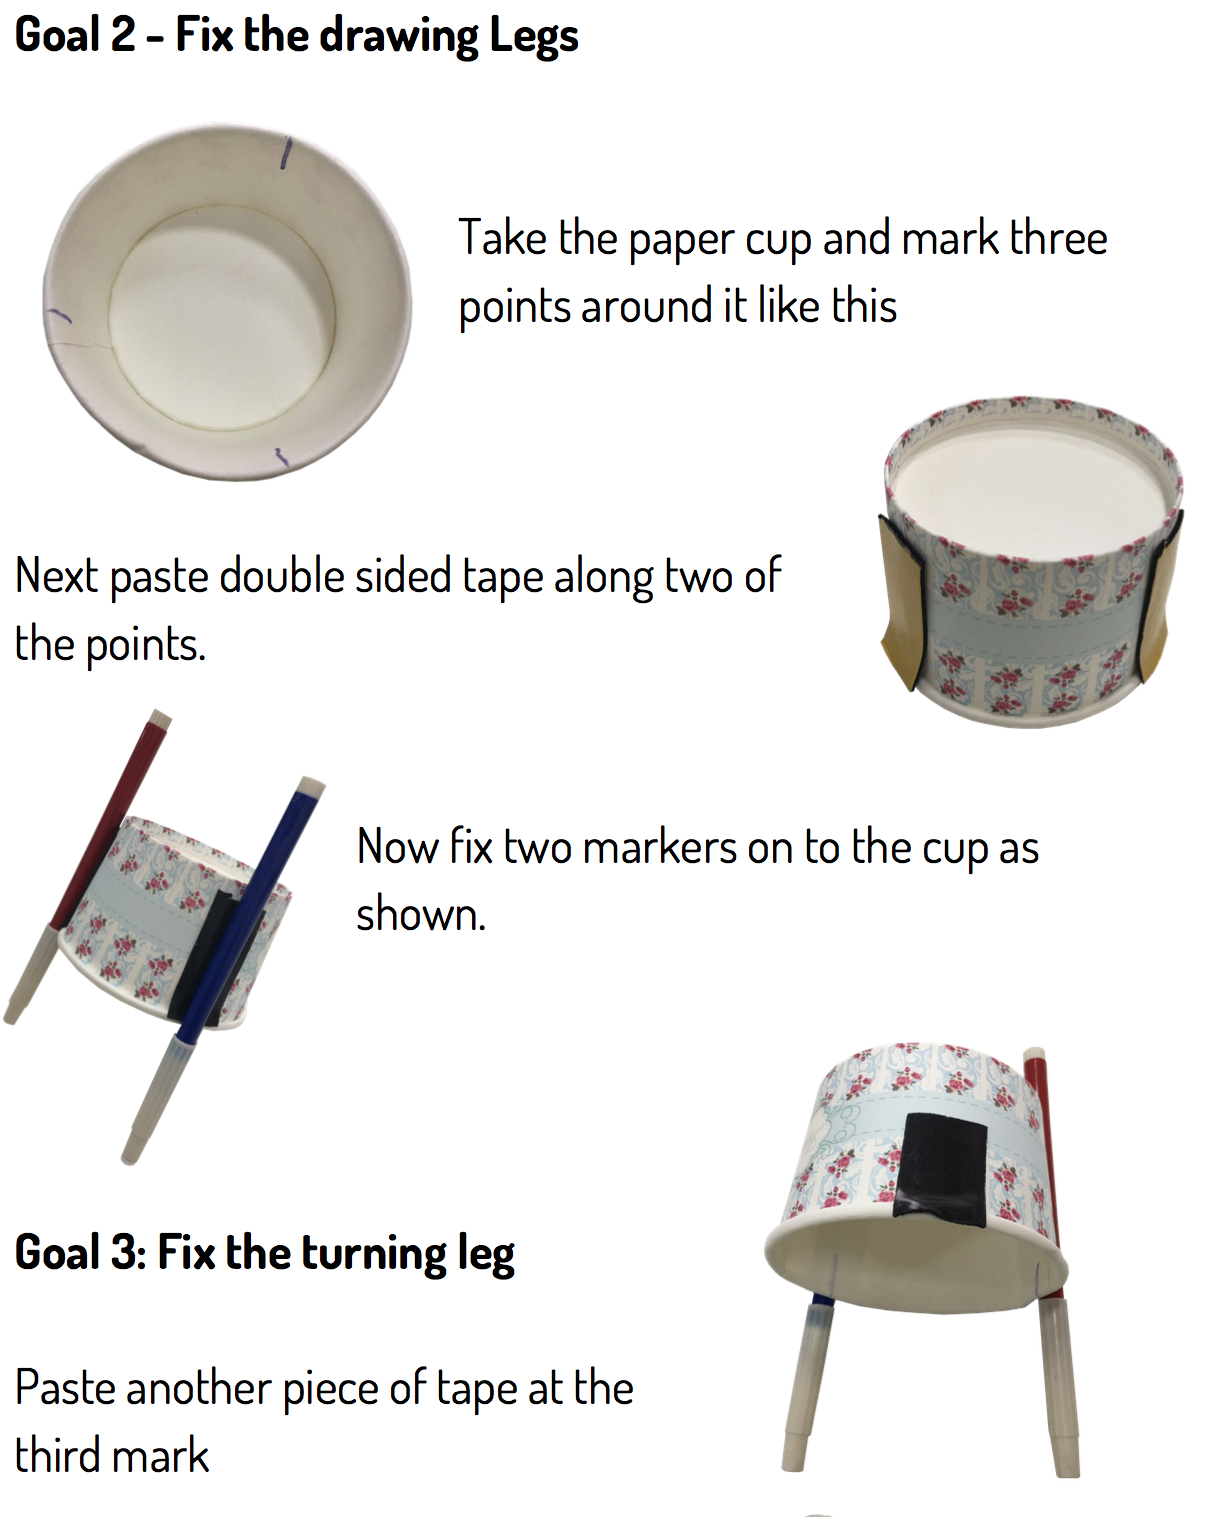 Goal 2 - Fix the drawing Legs
Take the paper cup and mark three
points around it like this
Next paste double sided tape along two of
the points.
Now fix two markers on to the cup as
shown.
Goal 3: Fix the turning leg
Paste another piece of tape at the
third mark